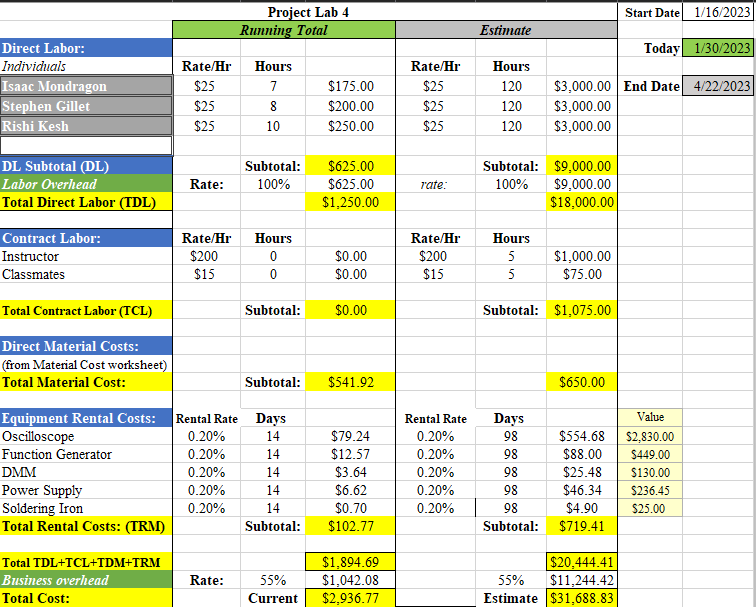 Project Lab 4 Start Date 1/16/2023
Running Total Estimate
Direct Labor: Today 1/30/2023
Individuals Rate/Hr Hours Rate/Hr Hours
Isaac Mondragon $25 7 $175.00 $25 120 $3,000.00 End Date 4/22/2023
Stephen Gillet $25 8 $200.00 $25 120 $3,000.00
Rishi Kesh $25 10 $250.00 $25 120 $3,000.00
DL Subtotal (DL) Subtotal: $625.00 Subtotal: $9,000.00
Labor Overhead Rate: 100% $625.00 rate: 100% $9,000.00
Total Direct Labor (TDL) $1,250.00 $18,000.00
Contract Labor: Rate/Hr Hours Rate/Hr Hours
Instructor $200 0 $0.00 $200 5 $1,000.00
Classmates $15 0 $0.00 $15 5 $75.00
Total Contract Labor (TCL) Subtotal: $0.00 Subtotal: $1,075.00
Direct Material Costs:
(from Material Cost worksheet)
Total Material Cost: Subtotal: $541.92 $650.00
Equipment Rental Costs: Rental Rate Days Rental Rate Days Value
Oscilloscope 0.20% 14 $79.24 0.20% 98 $554.68 $2,830.00
Function Generator 0.20% 14 $12.57 0.20% 98 $88.00 $449.00
DMM 0.20% 14 $3.64 0.20% 98 $25.48 $130.00
Power Supply 0.20% 14 $6.62 0.20% 98 $46.34 $236.45
Soldering Iron 0.20% 14 $0.70 0.20% 98 $4.90 $25.00
Total Rental Costs: (TRM) Subtotal: $102.77 Subtotal: $719.41
Total TDL+TCL+TDM+TRM $1,894.69 $20,444.41
Business overhead Rate: 55% $1,042.08 55% $11,244.42
Total Cost: Current $2,936.77 Estimate $31,688.83